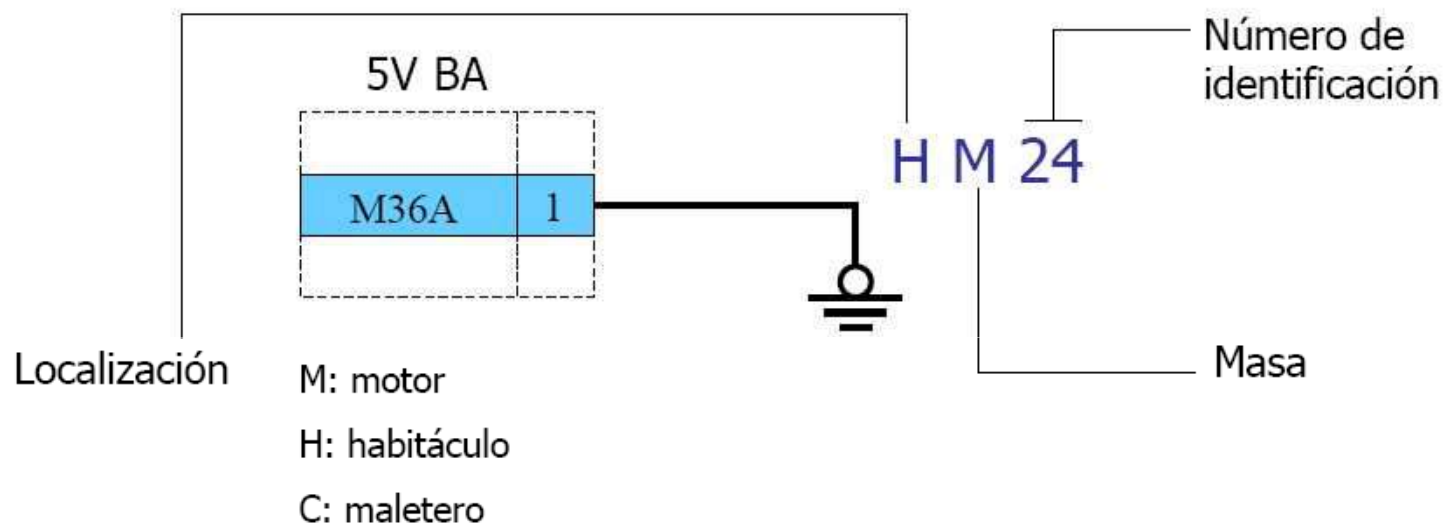 Número de
identificación
5V BA
H M 24
M36A 1
Localización
Masa
M: motor
H: habitáculo
C: maletero